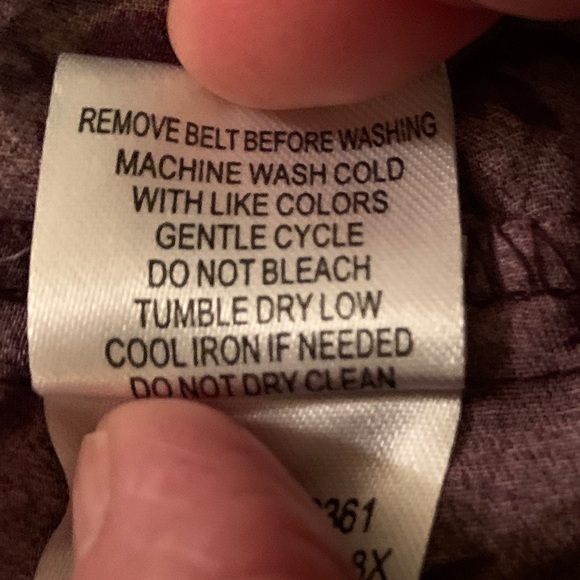 REMOVE BELT BEFORE WASHING
MACHINE WASH COLD
WITH LIKE COLORS
GENTLE CYCLE
DO NOT BLEACH
TUMBLE DRY LOW
COOL IRON IF NEEDED
DO NOT DRY CLEAN